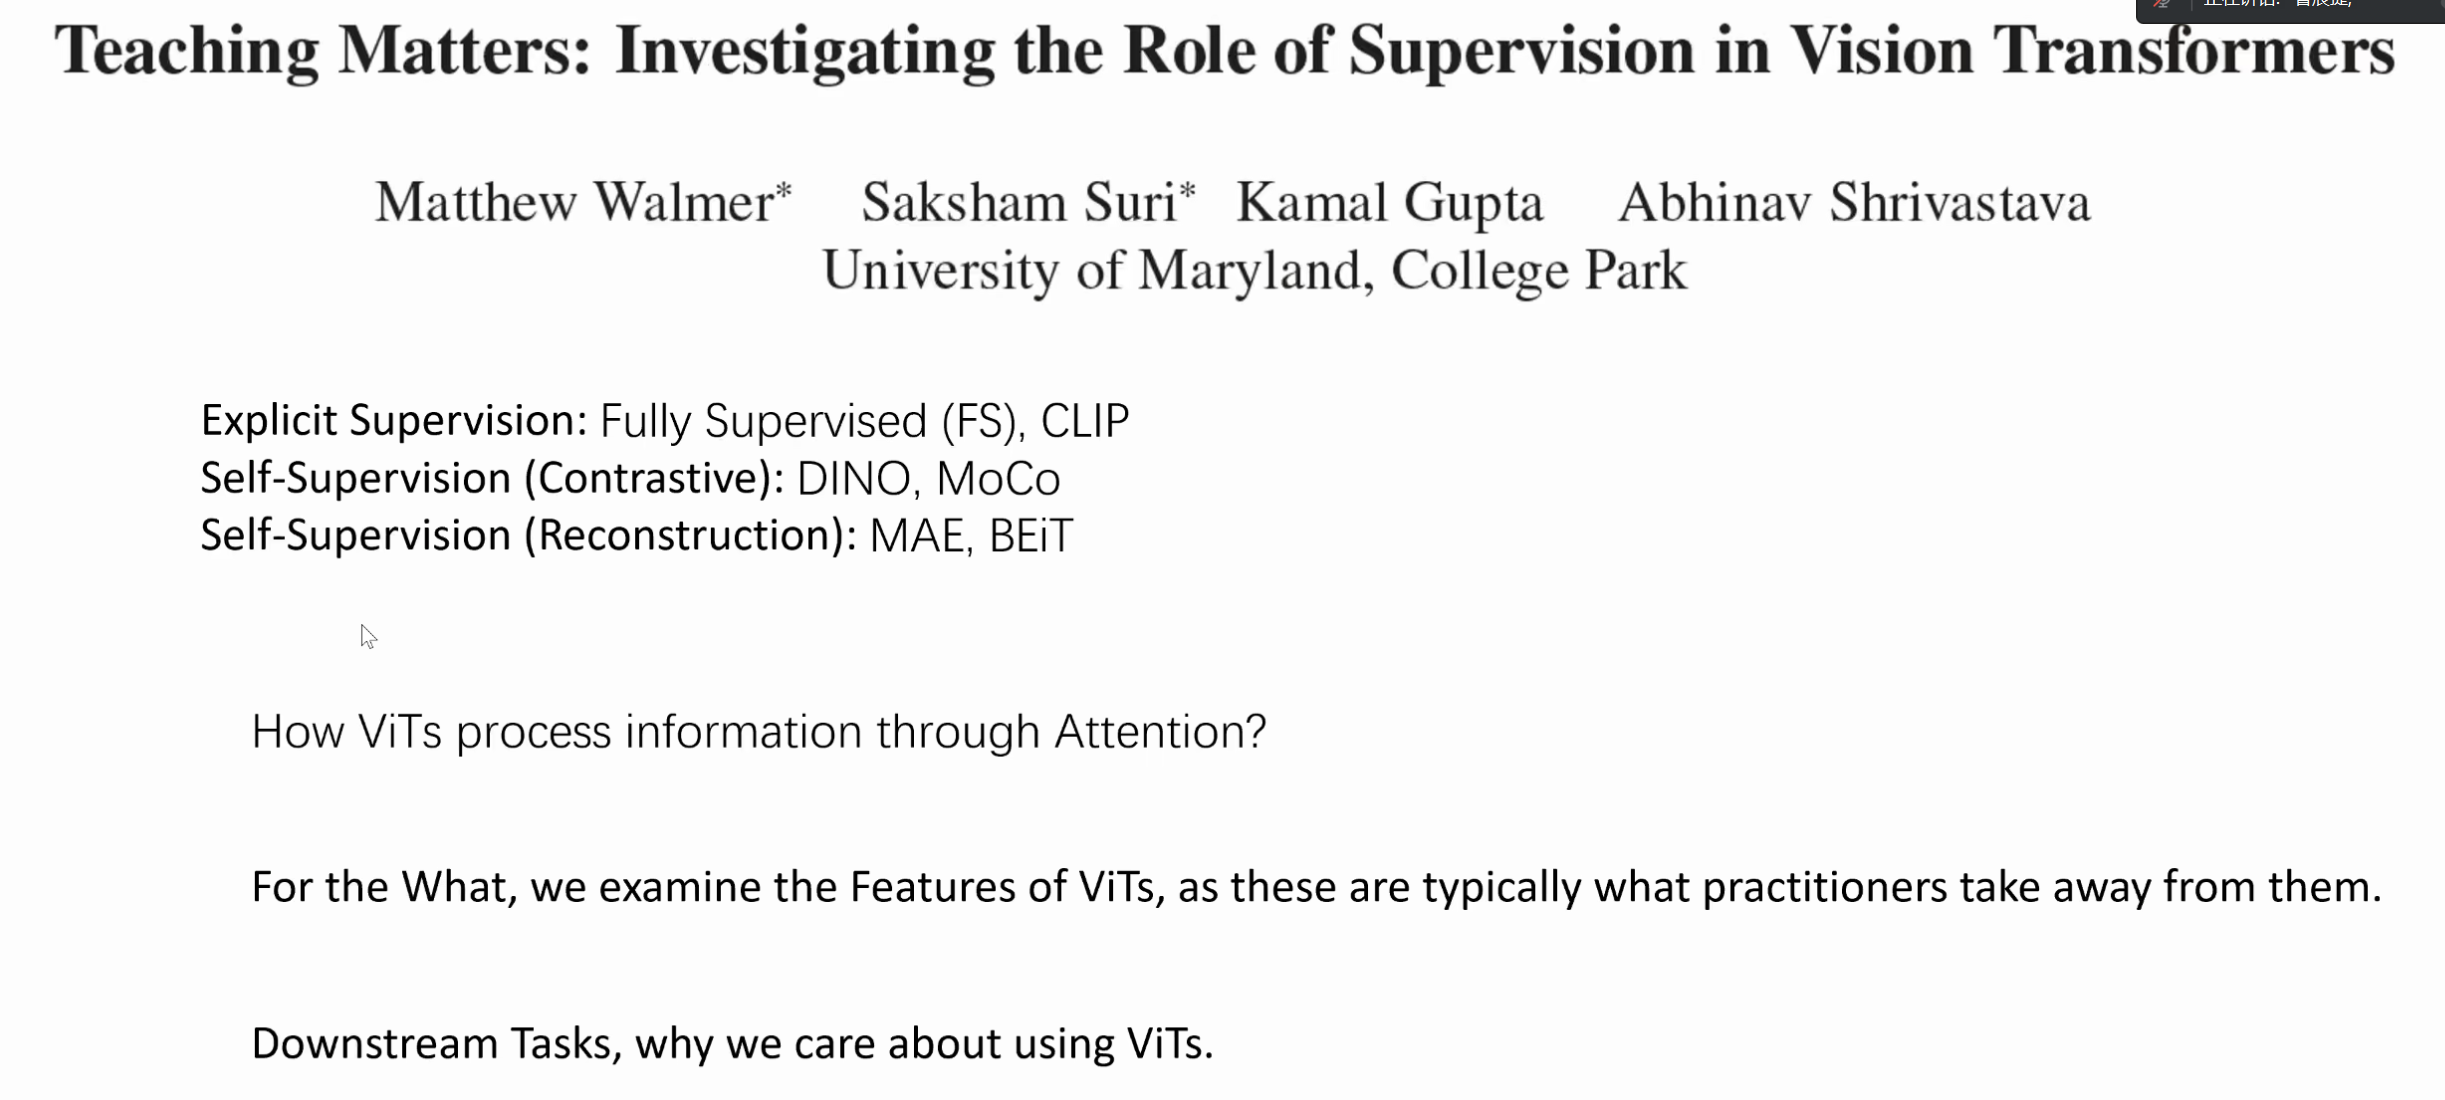 Teaching Matters: Investigating the Role of Supervision in Vision Transformers
Matthew Walmer* Saksham Suri* Kamal Gupta Abhinav Shrivastava
University of Maryland, College Park
Explicit Supervision: Fully Supervised (FS), CLIP
Self-Supervision (Contrastive): DINO, MoCo
Self-Supervision (Reconstruction): MAE, BEiT
How ViTs process information through Attention?
For the What, we examine the Features of ViTs, as these are typically what practitioners take away from them.
Downstream Tasks, why we care about using ViTs.